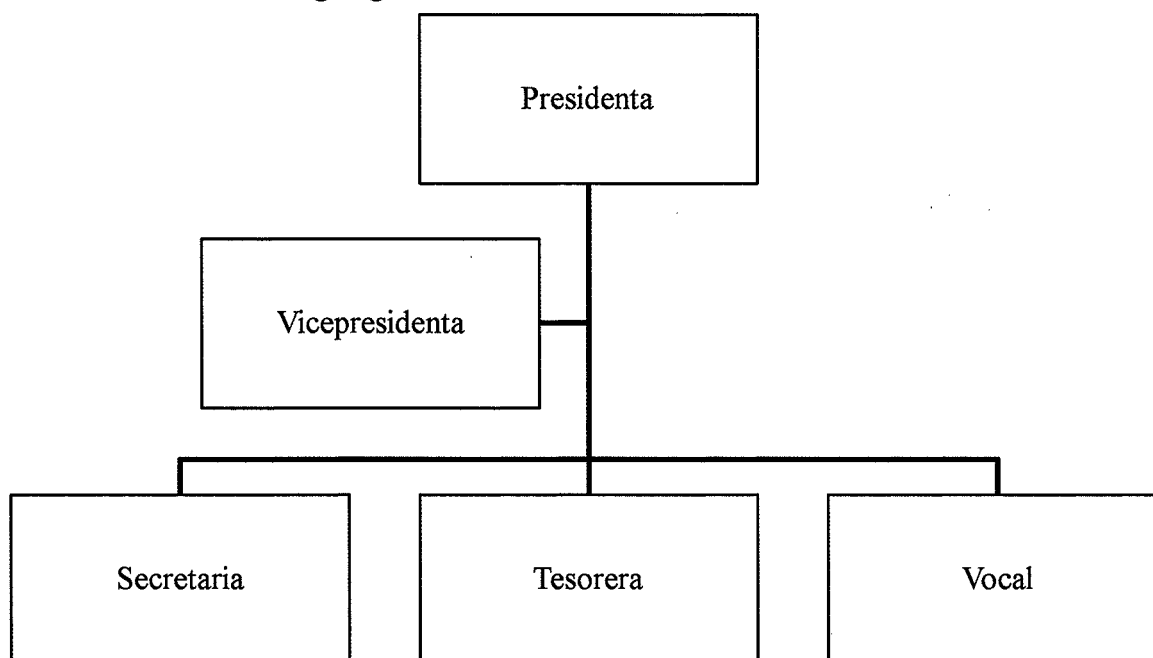 Presidenta
Vicepresidenta
Secretaria
Tesorera
Vocal